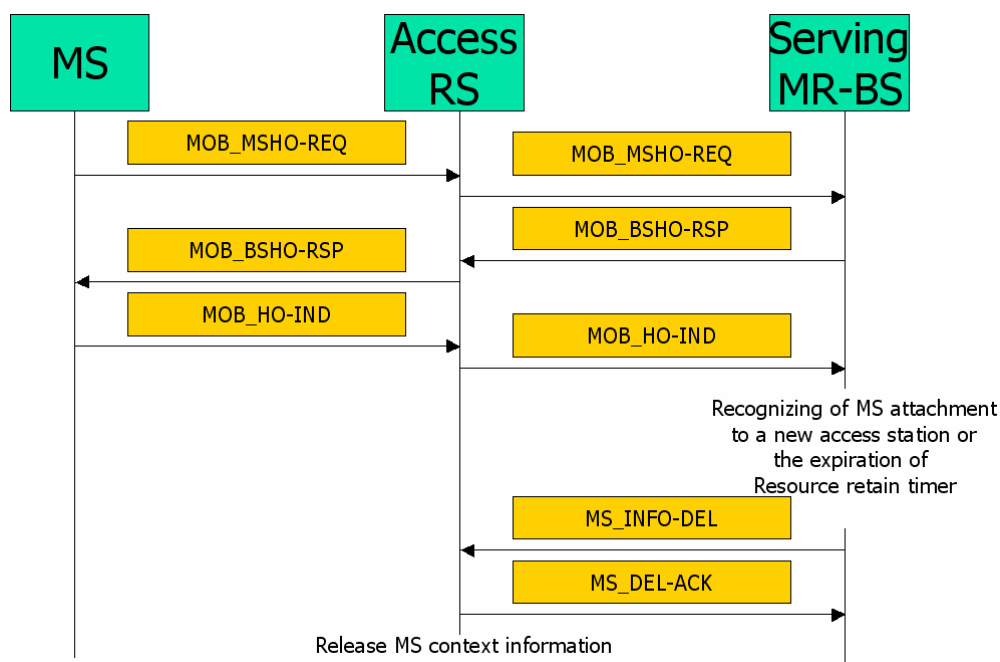 MS
Access
RS
Serving
MR-BS
MOB_MSHO-REQ
MOB_MSHO-REQ
MOB_BSHO-RSP
MOB_BSHO-RSP
MOB_HO-IND
MOB_HO-IND
Recognizing of MS attachment
to a new access station or
the expiration of
Resource retain timer
MS_INFO-DEL
MS_DEL-ACK
Release MS context information